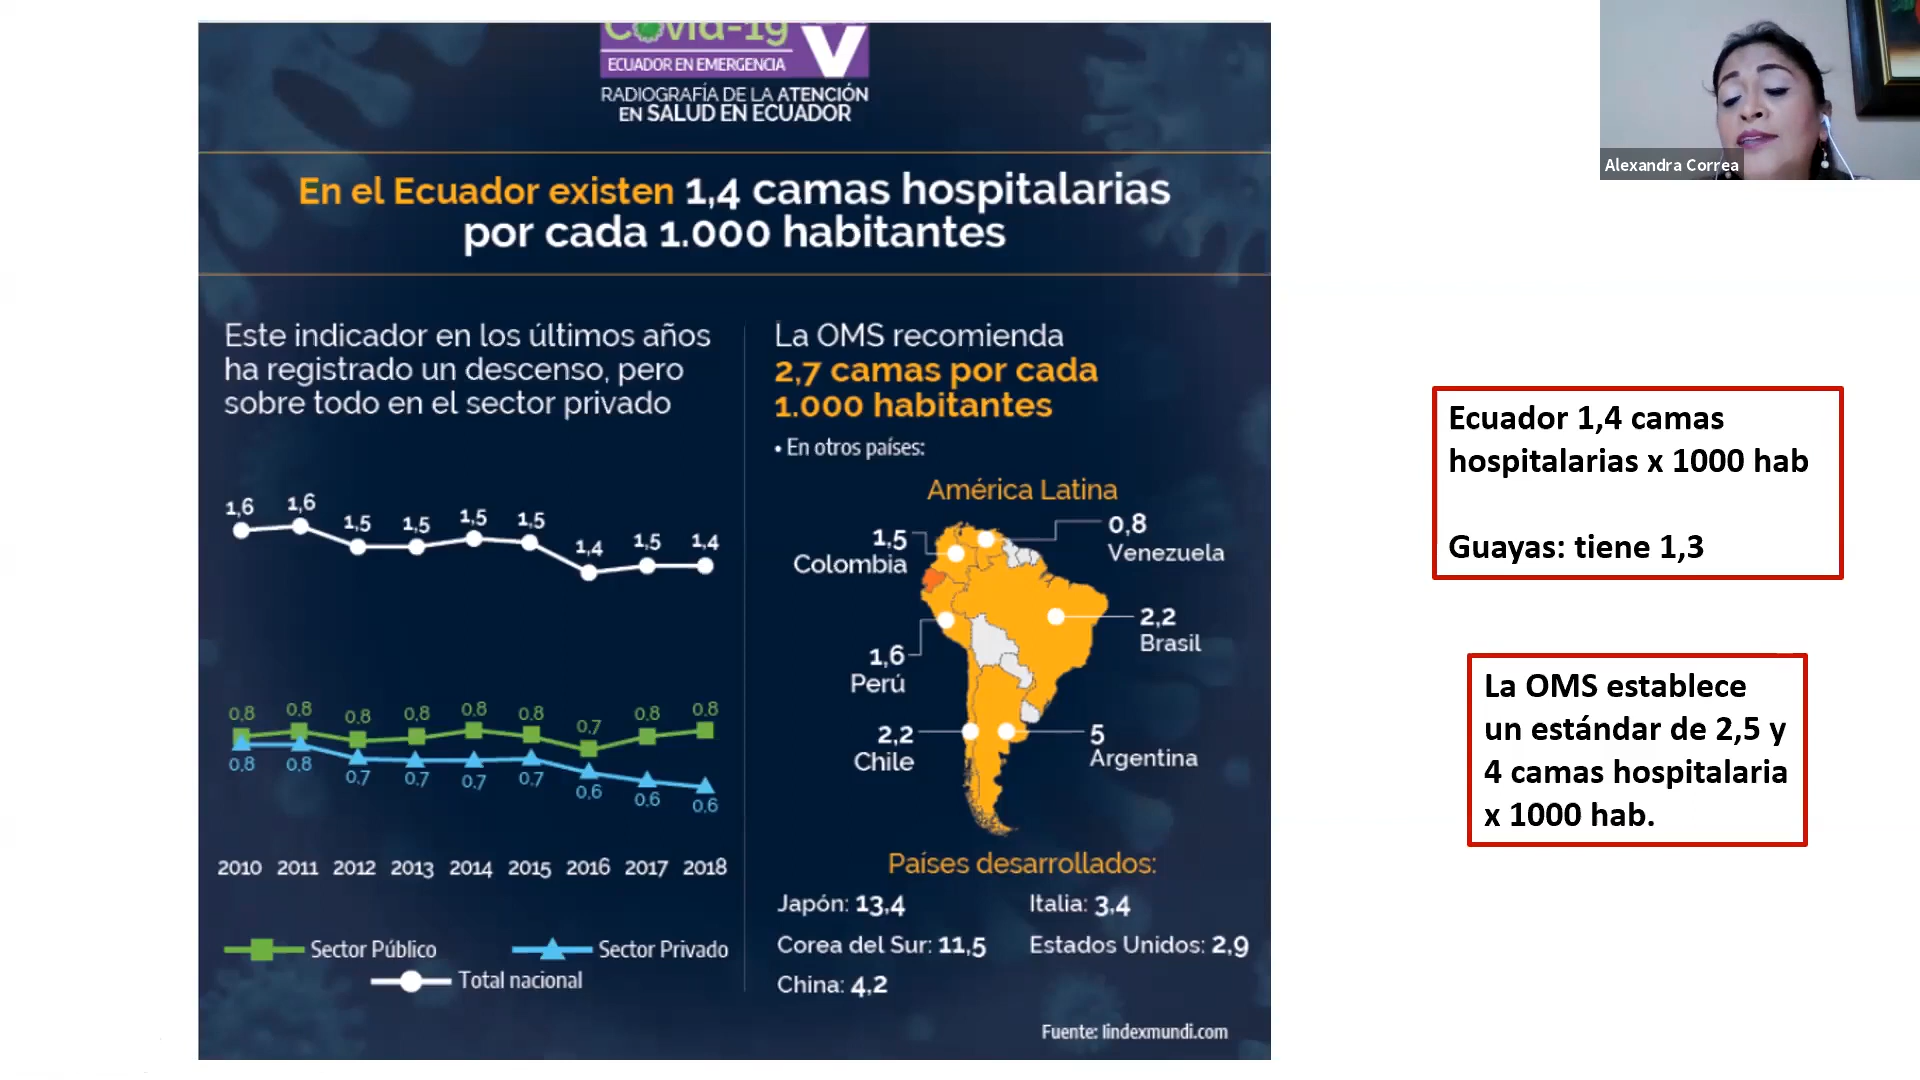 Covid-19
ECUADOR EN EMERGENCIA
V
RADIOGRAFÍA DE LA ATENCIÓN
EN SALUD EN ECUADOR
En el Ecuador existen 1,4 camas hospitalarias
por cada 1.000 habitantes
Este indicador en los últimos años
ha registrado un descenso, pero
sobre todo en el sector privado
1,6 1,6 1,5 1,5 1,5 1,5 1,4 1,5 1,4
0,8 0,8 0,8 0,8 0,8 0,8 0,7 0,8 0,8
0,8 0,8 0,7 0,7 0,7 0,7 0,6 0,6 0,6
2010 2011 2012 2013 2014 2015 2016 2017 2018
Sector Público Sector Privado
Total nacional
La OMS recomienda
2,7 camas por cada
1.000 habitantes
• En otros países:
América Latina
1,5
Colombia
0,8
Venezuela
2,2
Brasil
1,6
Perú
2,2
Chile
5
Argentina
Países desarrollados:
Japón: 13,4 Italia: 3,4
Corea del Sur: 11,5 Estados Unidos: 2,9
China: 4,2
Fuente: Iindexmundi.com
Alexandra Correa
Ecuador 1,4 camas
hospitalarias x 1000 hab
Guayas: tiene 1,3
La OMS establece
un estándar de 2,5 y
4 camas hospitalaria
x 1000 hab.